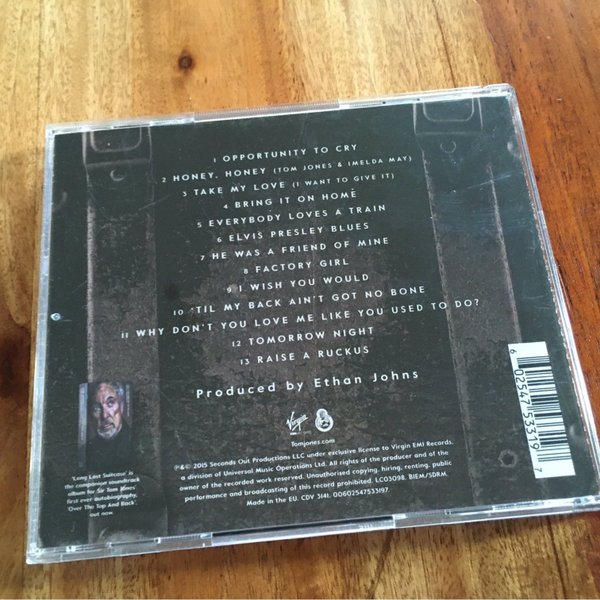 1 OPPORTUNITY TO CRY
2 HONEY, HONEY (TOM JONES & IMELDA MAY)
3 TAKE MY LOVE (I WANT TO GIVE IT)
4 BRING IT ON HOME
5 EVERYBODY LOVES A TRAIN
6 ELVIS PRESLEY BLUES
7 HE WAS A FRIEND OF MINE
8 FACTORY GIRL
9 I WISH YOU WOULD
10 'TIL MY BACK AIN'T GOT NO BONE
11 WHY DON'T YOU LOVE ME LIKE YOU USED TO DO?
12 TOMORROW NIGHT
13 RAISE A RUCKUS
Produced by Ethan Johns
Virgin
Tomjones.com
℗&© 2015 Seconds Out Productions LLC under exclusive license to Virgin EMI Records,
a division of Universal Music Operations Ltd. All rights of the producer and of the
owner of the recorded work reserved. Unauthorised copying, hiring, renting, public
performance and broadcasting of this record prohibited. LC03098. BIEM/SDRM.
Made in the EU. CDV 3141. 00602547533197.
'Long Lost Suitcase' is
the companion soundtrack
album for Sir Tom Jones'
first ever autobiography,
'Over The Top And Back',
out now
6 02547 53319 7